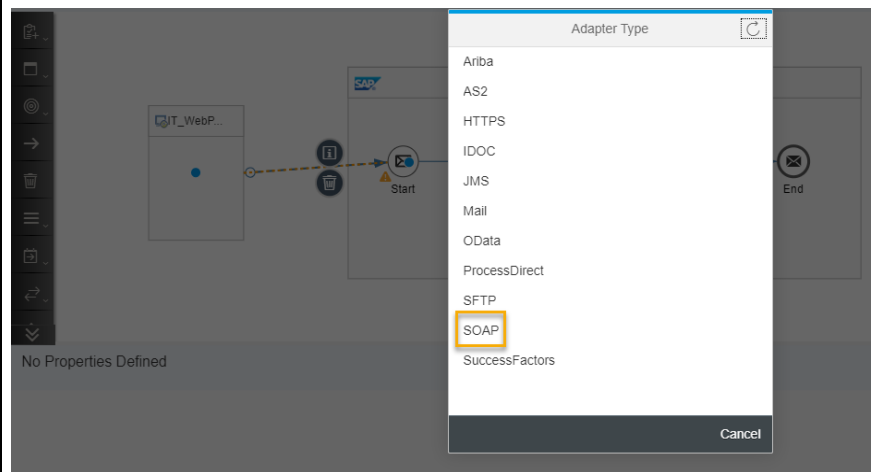 Adapter Type
Ariba
AS2
HTTPS
IDOC
JMS
Mail
OData
ProcessDirect
SFTP
SOAP
SuccessFactors
Cancel
SAP
IT_WebP...
Start
End
No Properties Defined